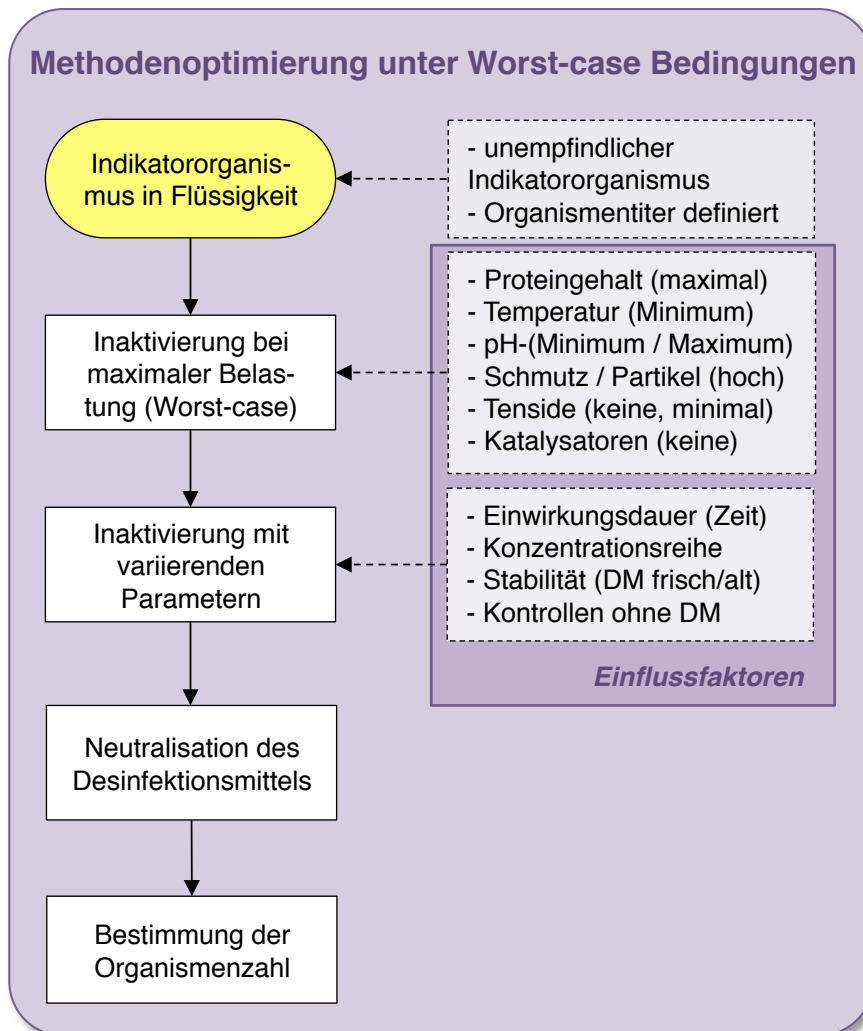 Methodenoptimierung unter Worst-case Bedingungen
Indikatororganis-
mus in Flüssigkeit
- unempfindlicher
Indikatororganismus
- Organismentiter definiert
Inaktivierung bei
maximaler Belas-
tung (Worst-case)
- Proteingehalt (maximal)
- Temperatur (Minimum)
- pH-(Minimum / Maximum)
- Schmutz / Partikel (hoch)
- Tenside (keine, minimal)
- Katalysatoren (keine)
Inaktivierung mit
variierenden
Parametern
- Einwirkungsdauer (Zeit)
- Konzentrationsreihe
- Stabilität (DM frisch/alt)
- Kontrollen ohne DM
Einflussfaktoren
Neutralisation des
Desinfektionsmittels
Bestimmung der
Organismenzahl